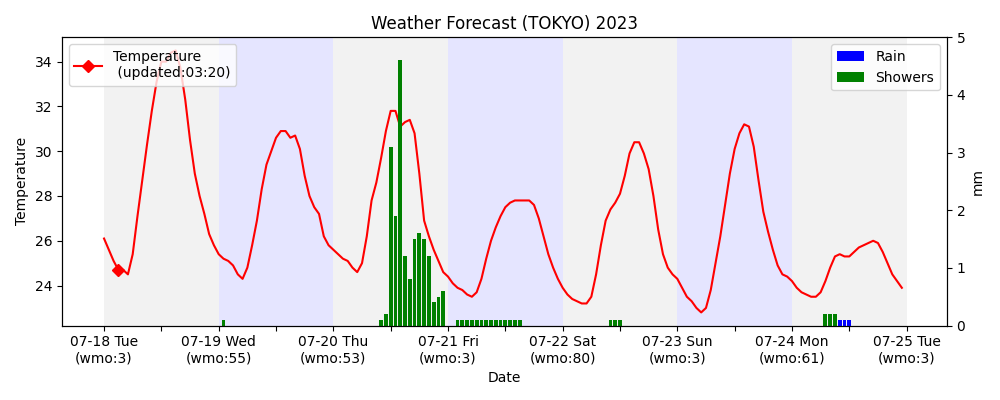 Weather Forecast (TOKYO) 2023
Temperature
(updated:03:20)
Rain
Showers
34
32
30
28
26
24
Temperature
5
4
3
2
1
0
mm
07-18 Tue
(wmo:3)
07-19 Wed
(wmo:55)
07-20 Thu
(wmo:53)
07-21 Fri
(wmo:3)
07-22 Sat
(wmo:80)
07-23 Sun
(wmo:3)
07-24 Mon
(wmo:61)
07-25 Tue
(wmo:3)
Date